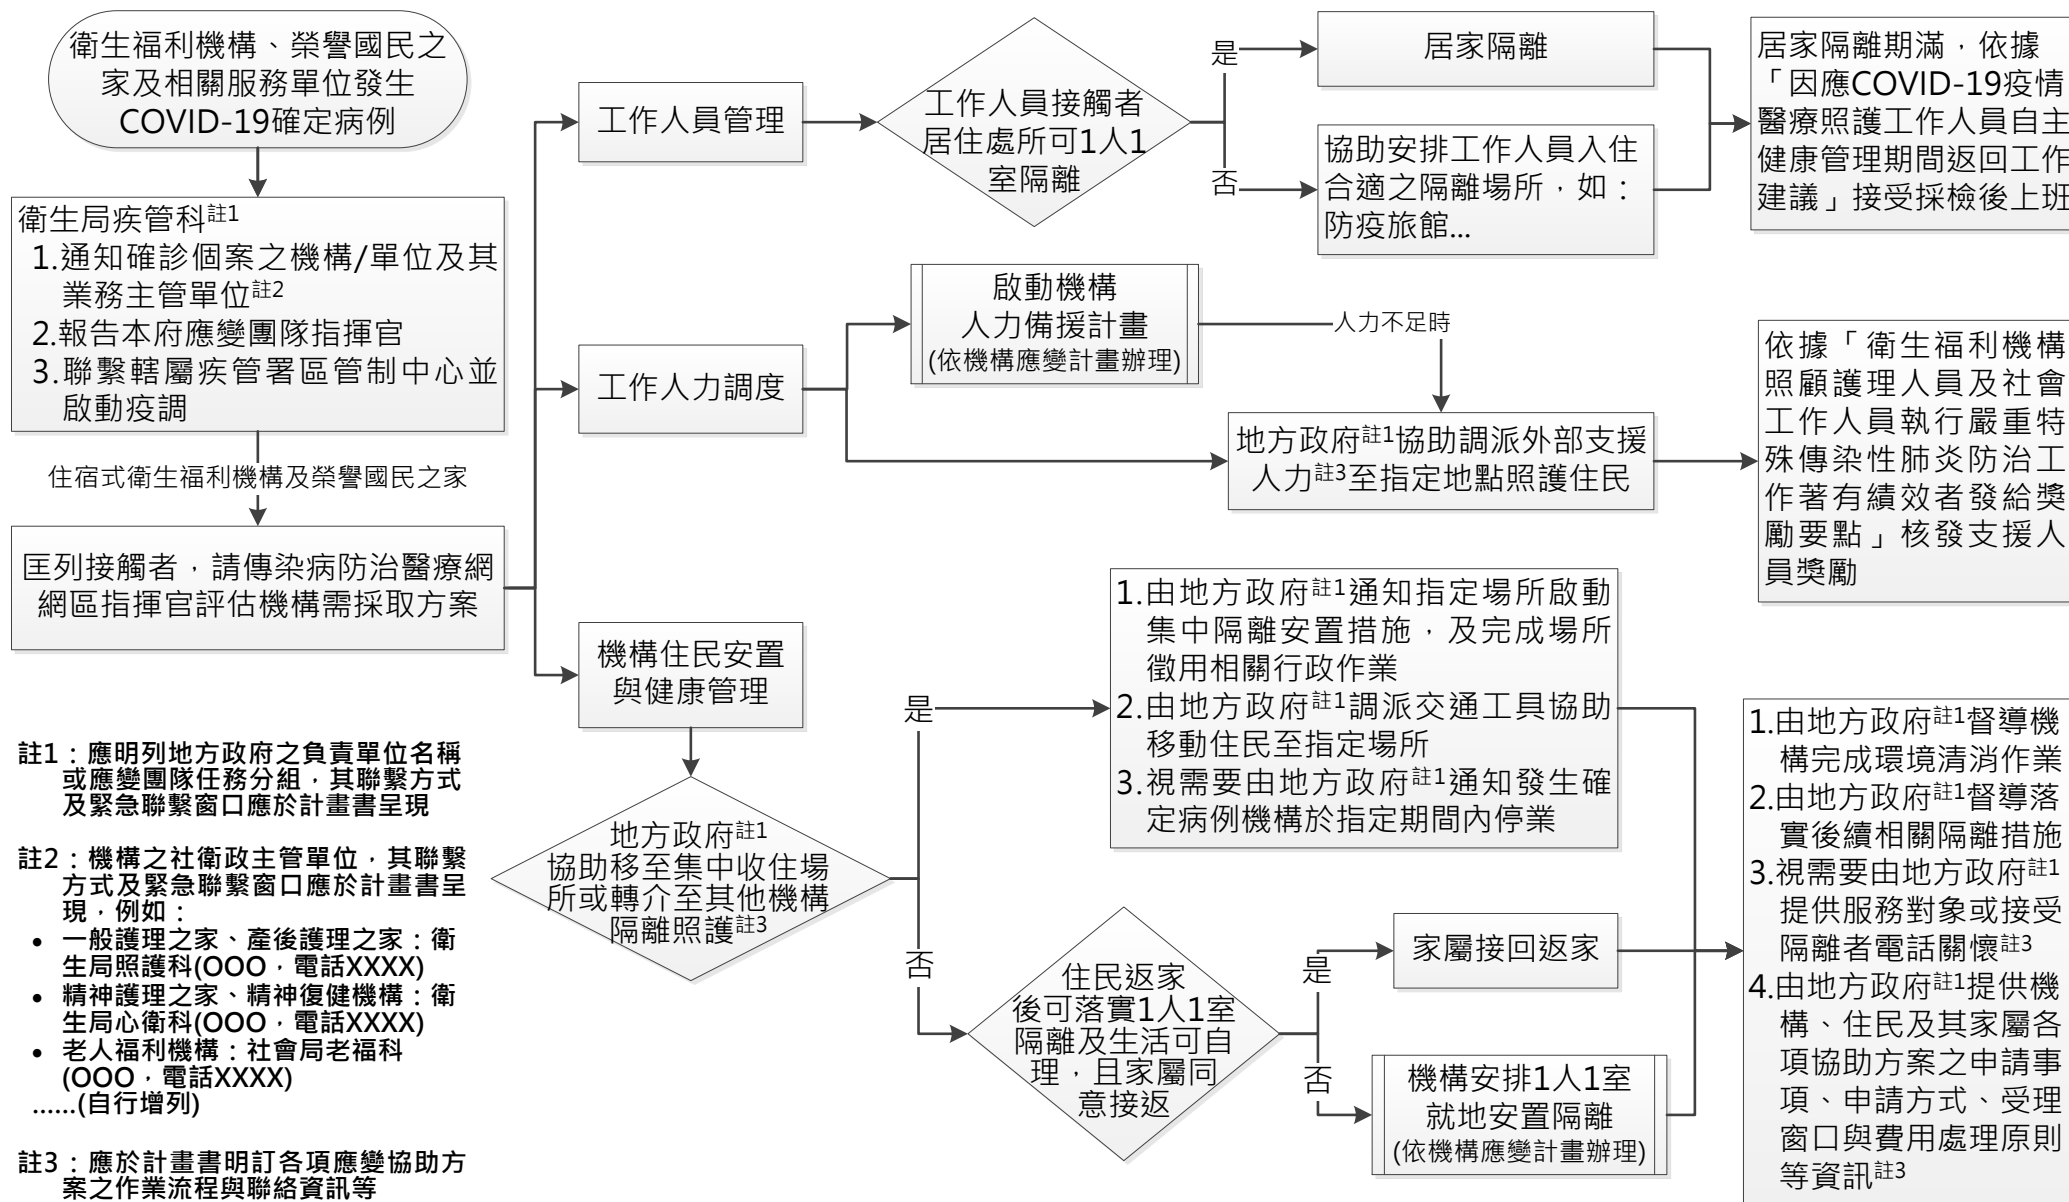 衛生福利機構、榮譽國民之
家及相關服務單位發生
COVID-19確定病例
衛生局疾管科註1
1.通知確診個案之機構/單位及其
業務主管單位註2
2.報告本府應變團隊指揮官
3.聯繫轄屬疾管署區管制中心並
啟動疫調
住宿式衛生福利機構及榮譽國民之家
匡列接觸者，請傳染病防治醫療網
網區指揮官評估機構需採取方案
工作人員管理
工作人員接觸者
居住處所可1人1
室隔離
是
居家隔離
否
協助安排工作人員入住
合適之隔離場所，如：
防疫旅館...
居家隔離期滿，依據
「因應COVID-19疫情
醫療照護工作人員自主
健康管理期間返回工作
建議」接受採檢後上班
工作人力調度
啟動機構
人力備援計畫
(依機構應變計畫辦理)
人力不足時
地方政府註1協助調派外部支援
人力註3至指定地點照護住民
依據「衛生福利機構
照顧護理人員及社會
工作人員執行嚴重特
殊傳染性肺炎防治工
作著有績效者發給獎
勵要點」核發支援人
員獎勵
機構住民安置
與健康管理
地方政府註1
協助移至集中收住場
所或轉介至其他機構
隔離照護註3
是
1.由地方政府註1通知指定場所啟動
集中隔離安置措施，及完成場所
徵用相關行政作業
2.由地方政府註1調派交通工具協助
移動住民至指定場所
3.視需要由地方政府註1通知發生確
定病例機構於指定期間內停業
否
住民返家
後可落實1人1室
隔離及生活可自
理，且家屬同
意接返
是
家屬接回返家
否
機構安排1人1室
就地安置隔離
(依機構應變計畫辦理)
1.由地方政府註1督導機
構完成環境清消作業
2.由地方政府註1督導落
實後續相關隔離措施
3.視需要由地方政府註1
提供服務對象或接受
隔離者電話關懷註3
4.由地方政府註1提供機
構、住民及其家屬各
項協助方案之申請事
項、申請方式、受理
窗口與費用處理原則
等資訊註3
註1：應明列地方政府之負責單位名稱
或應變團隊任務分組，其聯繫方式
及緊急聯繫窗口應於計畫書呈現
註2：機構之社衛政主管單位，其聯繫
方式及緊急聯繫窗口應於計畫書呈
現，例如：
• 一般護理之家、產後護理之家：衛
生局照護科(OOO，電話XXXX)
• 精神護理之家、精神復健機構：衛
生局心衛科(OOO，電話XXXX)
• 老人福利機構：社會局老福科
(OOO，電話XXXX)
......(自行增列)
註3：應於計畫書明訂各項應變協助方
案之作業流程與聯絡資訊等